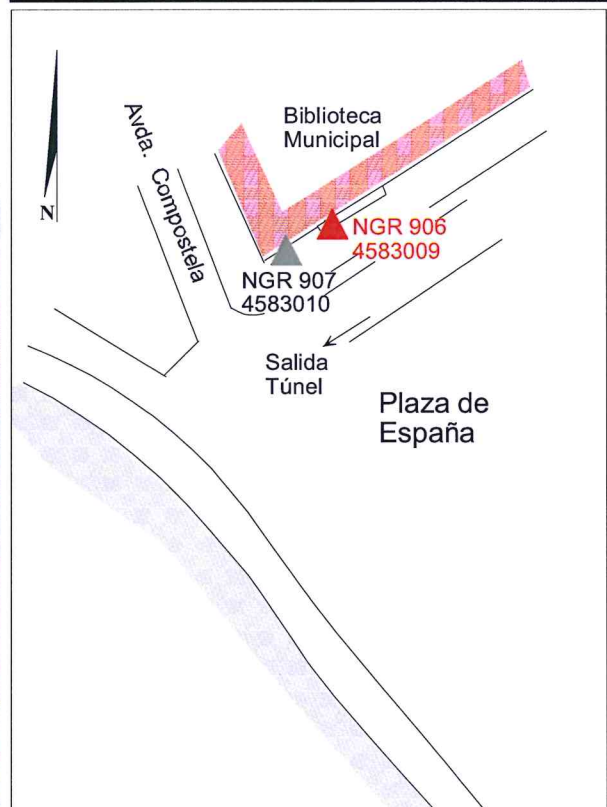 Avda. Compostela
Biblioteca
Municipal
N
NGR 906
4583009
NGR 907
4583010
Salida
Túnel
Plaza de
España